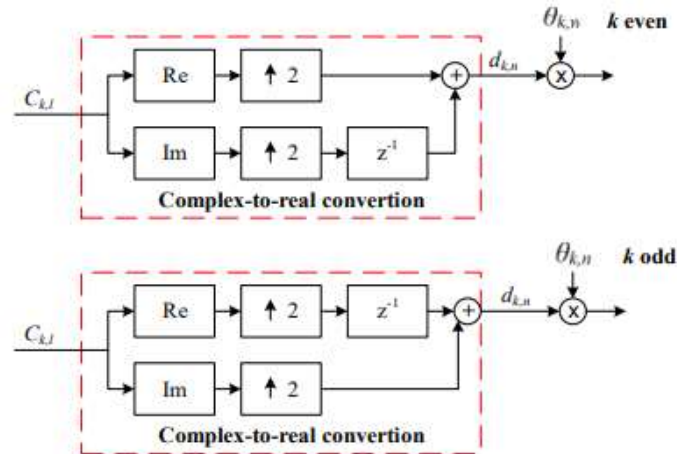 θk,n k even
Ck,l Re ↑ 2 + dk,n x
Im ↑ 2 z-1
Complex-to-real convertion
θk,n k odd
Ck,l Re ↑ 2 z-1 + dk,n x
Im ↑ 2
Complex-to-real convertion